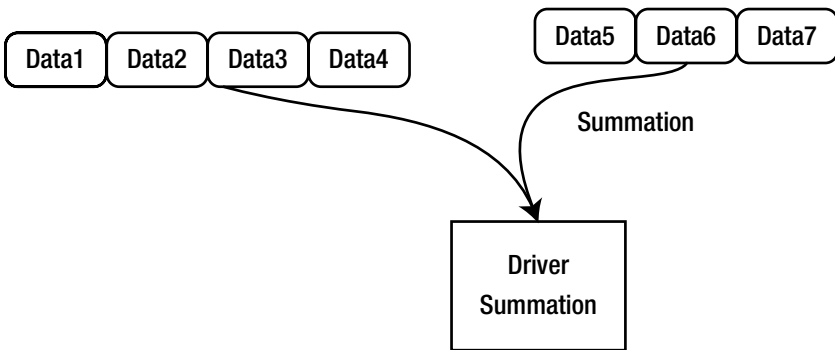 Data1 Data2 Data3 Data4
Data5 Data6 Data7
Summation
Driver
Summation